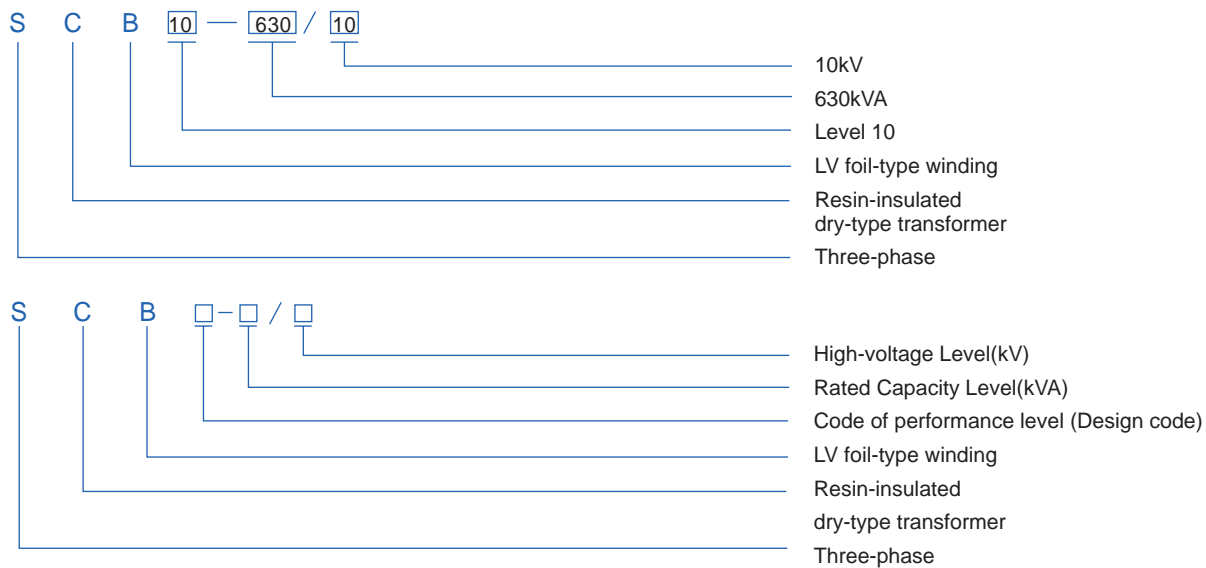 S C B 10 — 630 / 10
10kV
630kVA
Level 10
LV foil-type winding
Resin-insulated
dry-type transformer
Three-phase
S C B □-□ / □
High-voltage Level(kV)
Rated Capacity Level(kVA)
Code of performance level (Design code)
LV foil-type winding
Resin-insulated
dry-type transformer
Three-phase